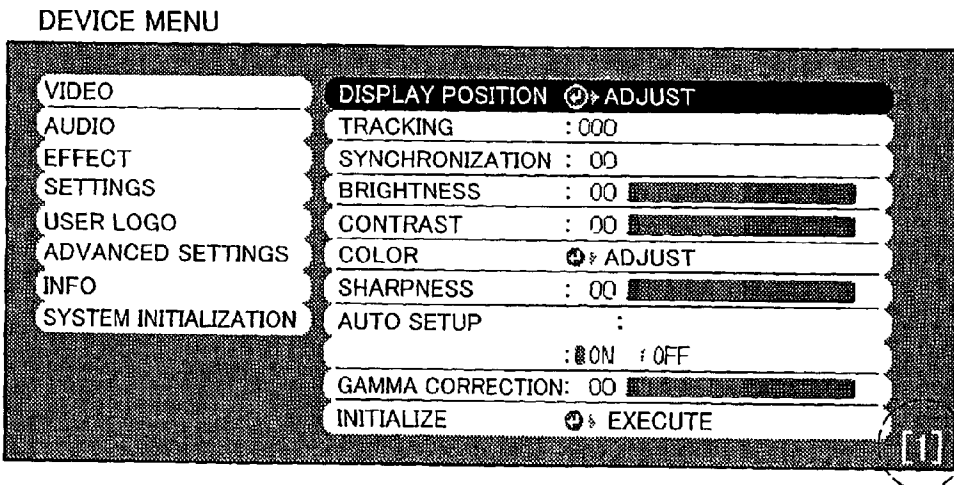 DEVICE MENU
VIDEO
AUDIO
EFFECT
SETTINGS
USER LOGO
ADVANCED SETTINGS
INFO
SYSTEM INITIALIZATION
DISPLAY POSITION ADJUST
TRACKING : 000
SYNCHRONIZATION : 00
BRIGHTNESS : 00
CONTRAST : 00
COLOR ADJUST
SHARPNESS : 00
AUTO SETUP :
: ON OFF
GAMMA CORRECTION: 00
INITIALIZE EXECUTE
[1]